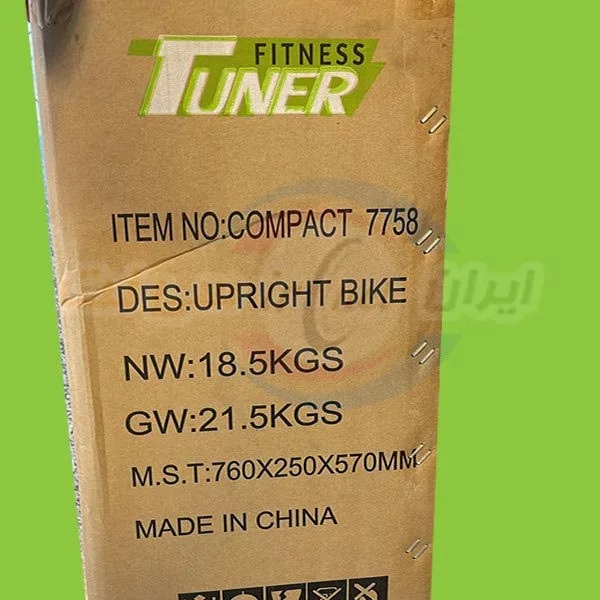 FITNESS
TUNER
ITEM NO:COMPACT 7758
DES:UPRIGHT BIKE
NW:18.5KGS
GW:21.5KGS
M.S.T:760X250X570MM
MADE IN CHINA
ایران